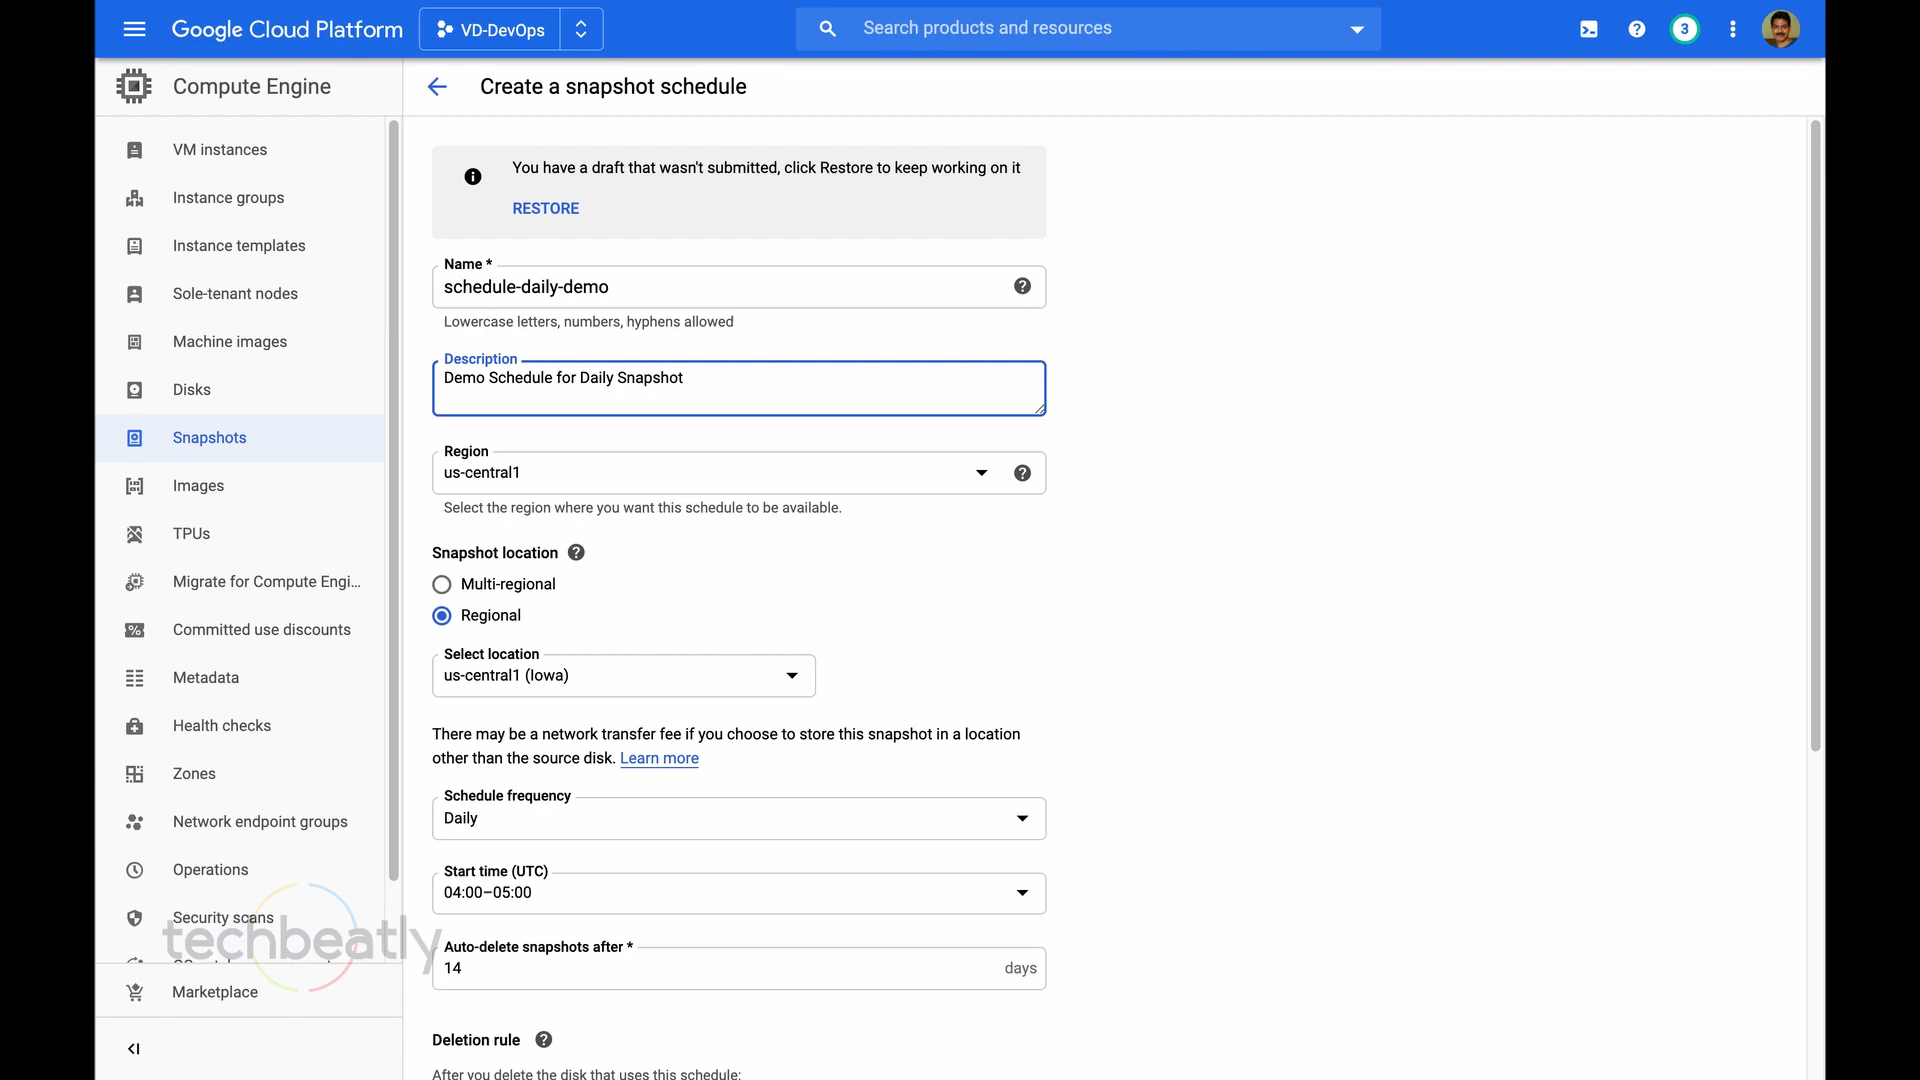 Google Cloud Platform
VD-DevOps
Search products and resources
3
Compute Engine
Create a snapshot schedule
VM instances
Instance groups
Instance templates
Sole-tenant nodes
Machine images
Disks
Snapshots
Images
TPUs
Migrate for Compute Engi...
Committed use discounts
Metadata
Health checks
Zones
Network endpoint groups
Operations
Security scans
Marketplace
techbeatly
You have a draft that wasn't submitted, click Restore to keep working on it
RESTORE
Name *
schedule-daily-demo
Lowercase letters, numbers, hyphens allowed
Description
Demo Schedule for Daily Snapshot
Region
us-central1
Select the region where you want this schedule to be available.
Snapshot location
Multi-regional
Regional
Select location
us-central1 (Iowa)
There may be a network transfer fee if you choose to store this snapshot in a location
other than the source disk. Learn more
Schedule frequency
Daily
Start time (UTC)
04:00–05:00
Auto-delete snapshots after *
14 days
Deletion rule
After you delete the disk that uses this schedule: